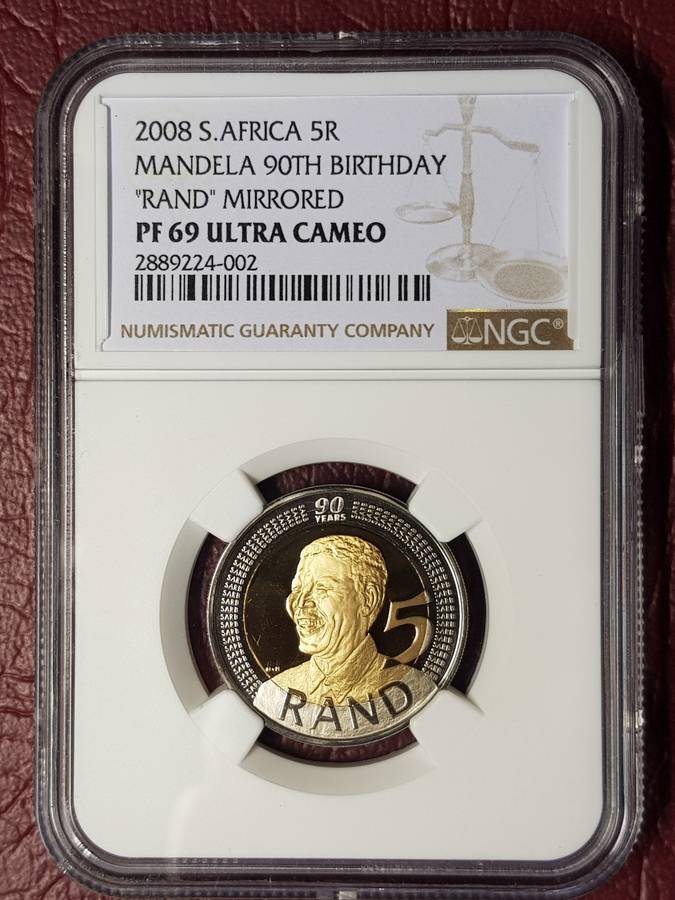 2008 S.AFRICA 5R
MANDELA 90TH BIRTHDAY
"RAND" MIRRORED
PF 69 ULTRA CAMEO
2889224-002
NUMISMATIC GUARANTY COMPANY
NGC®
90
YEARS
5
RAND